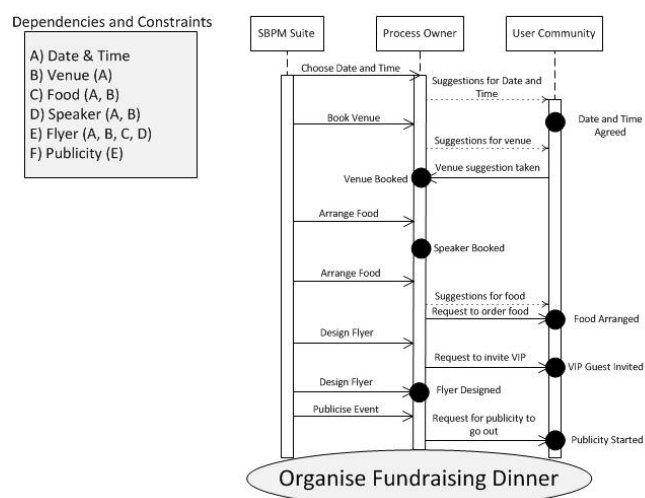 Dependencies and Constraints
A) Date & Time
B) Venue (A)
C) Food (A, B)
D) Speaker (A, B)
E) Flyer (A, B, C, D)
F) Publicity (E)
SBPM Suite
Process Owner
User Community
Choose Date and Time
Suggestions for Date and
Time
Date and Time
Agreed
Book Venue
Suggestions for venue
Venue suggestion taken
Venue Booked
Arrange Food
Speaker Booked
Arrange Food
Suggestions for food
Request to order food
Food Arranged
Design Flyer
Request to invite VIP
VIP Guest Invited
Design Flyer
Flyer Designed
Publicise Event
Request for publicity to
go out
Publicity Started
Organise Fundraising Dinner